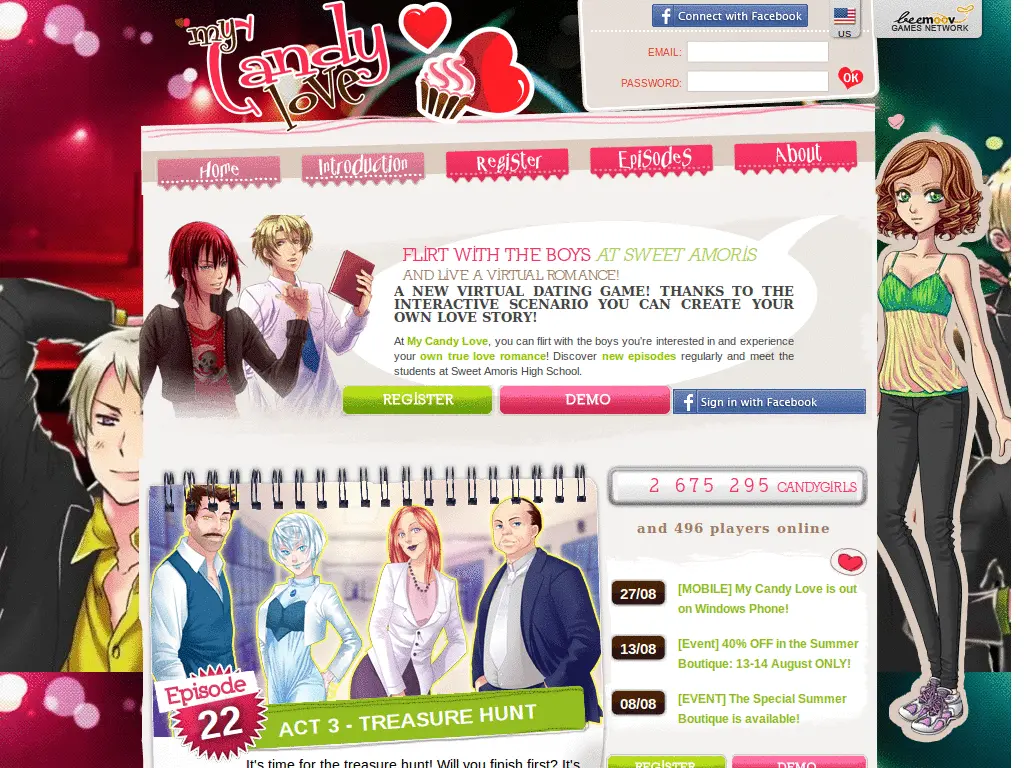 my Candy love
Connect with Facebook
US
beemoov
GAMES NETWORK
EMAIL:
PASSWORD:
OK
Home
Introduction
Register
Episodes
About
FLIRT WITH THE BOYS AT SWEET AMORIS
AND LIVE A VIRTUAL ROMANCE!
A NEW VIRTUAL DATING GAME! THANKS TO THE
INTERACTIVE SCENARIO YOU CAN CREATE YOUR
OWN LOVE STORY!
At My Candy Love, you can flirt with the boys you're interested in and experience
your own true love romance! Discover new episodes regularly and meet the
students at Sweet Amoris High School.
REGISTER
DEMO
Sign in with Facebook
2 675 295 CANDYGIRLS
and 496 players online
27/08
[MOBILE] My Candy Love is out
on Windows Phone!
13/08
[Event] 40% OFF in the Summer
Boutique: 13-14 August ONLY!
08/08
[EVENT] The Special Summer
Boutique is available!
Episode
22
ACT 3 - TREASURE HUNT
It's time for the treasure hunt! Will you finish first? It's
REGISTER
DEMO